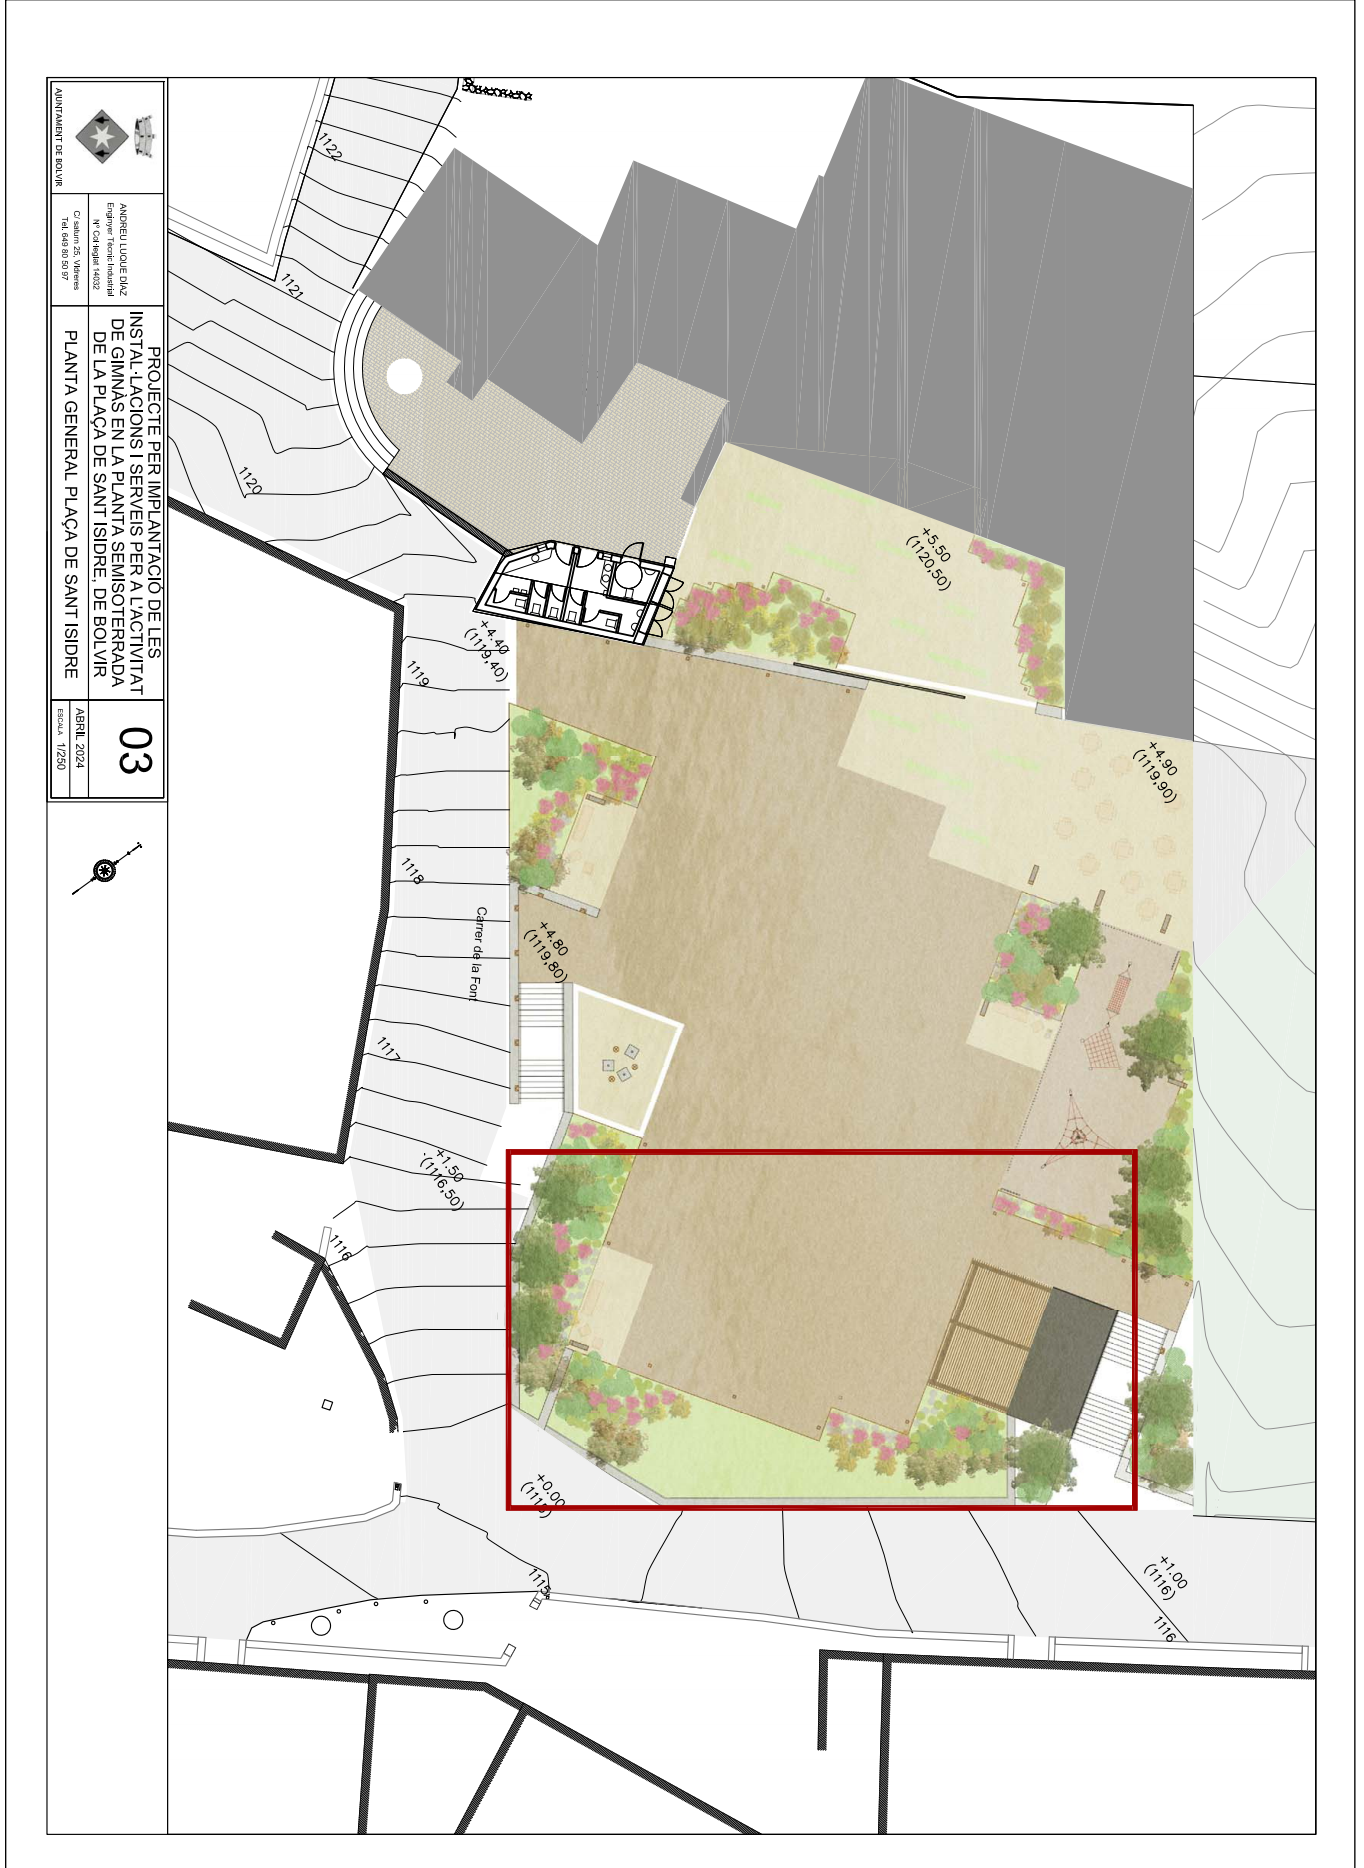 AJUNTAMENT DE BOLVIR
ANDREU LUQUE DÍAZ
Enginyer Tècnic Industrial
Nº Col·legiat 14032
C/ saturn 25, Vidreres
Tel. 649 80 50 97
PROJECTE PER IMPLANTACIÓ DE LES
INSTAL·LACIONS I SERVEIS PER A L'ACTIVITAT
DE GIMNÀS EN LA PLANTA SEMISOTERRADA
DE LA PLAÇA DE SANT ISIDRE, DE BOLVIR
PLANTA GENERAL PLAÇA DE SANT ISIDRE
03
ABRIL 2024
ESCALA 1/250
1122
1121
1120
+5.50
(1120,50)
+4.40
(1119,40)
1119
+4.90
(1119,90)
1118
Carrer de la Font
+4.80
(1119,80)
1117
+1.50
(1116,50)
1116
+0.00
(1115)
1115
+1.00
(1116)
1116